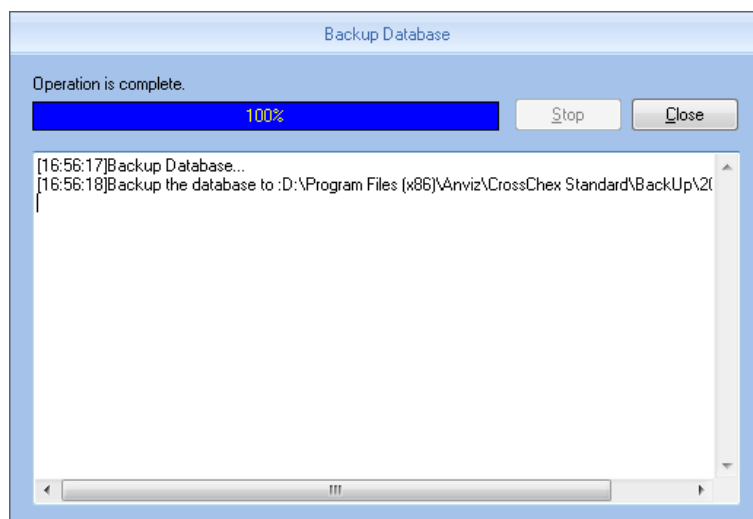 Backup Database
Operation is complete.
100%
Stop
Close
[16:56:17]Backup Database...
[16:56:18]Backup the database to :D:\Program Files (x86)\Anviz\CrossChex Standard\BackUp\20